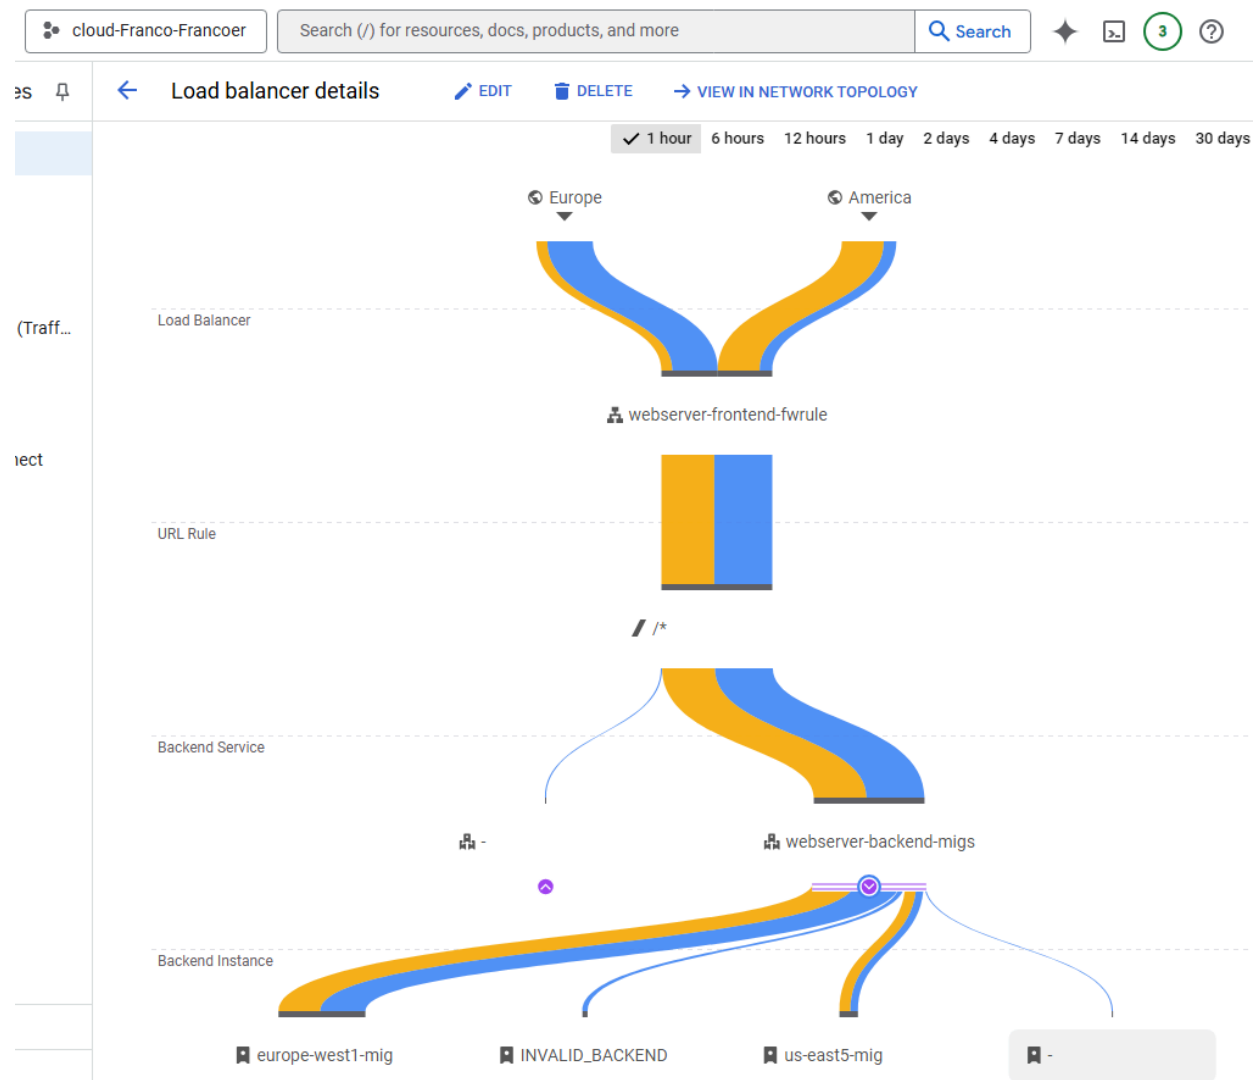 cloud-Franco-Francoer
Search (/) for resources, docs, products, and more
Search
3
es
Load balancer details
EDIT
DELETE
VIEW IN NETWORK TOPOLOGY
1 hour 6 hours 12 hours 1 day 2 days 4 days 7 days 14 days 30 days
Europe America
Load Balancer
(Traff...
webserver-frontend-fwrule
nect
URL Rule
/*
Backend Service
- webserver-backend-migs
Backend Instance
europe-west1-mig INVALID_BACKEND us-east5-mig -